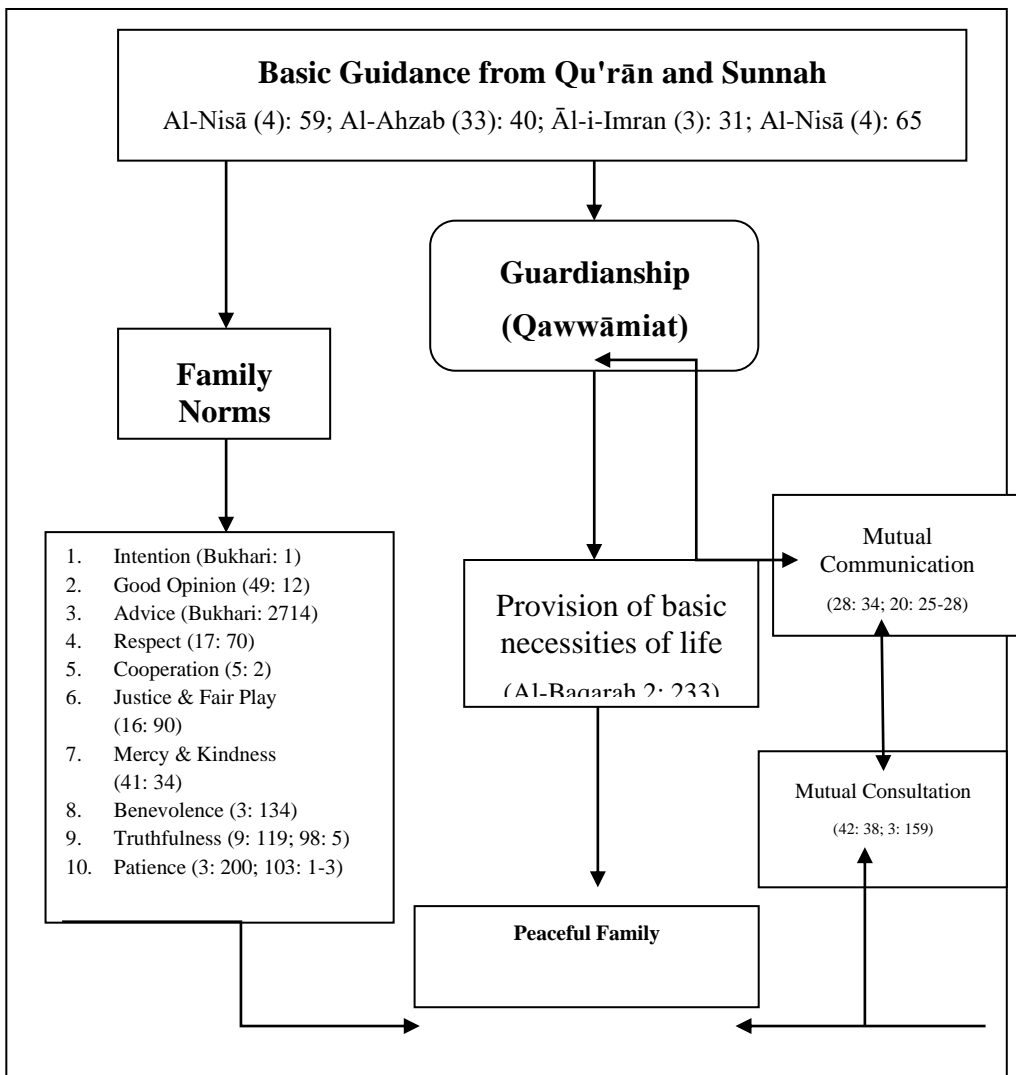 Basic Guidance from Qu'rān and Sunnah
Al-Nisā (4): 59; Al-Ahzab (33): 40; Āl-i-Imran (3): 31; Al-Nisā (4): 65
Guardianship
(Qawwāmiat)
Family
Norms
1. Intention (Bukhari: 1)
2. Good Opinion (49: 12)
3. Advice (Bukhari: 2714)
4. Respect (17: 70)
5. Cooperation (5: 2)
6. Justice & Fair Play
(16: 90)
7. Mercy & Kindness
(41: 34)
8. Benevolence (3: 134)
9. Truthfulness (9: 119; 98: 5)
10. Patience (3: 200; 103: 1-3)
Provision of basic
necessities of life
(Al-Baqarah 2: 233)
Mutual
Communication
(28: 34; 20: 25-28)
Mutual Consultation
(42: 38; 3: 159)
Peaceful Family